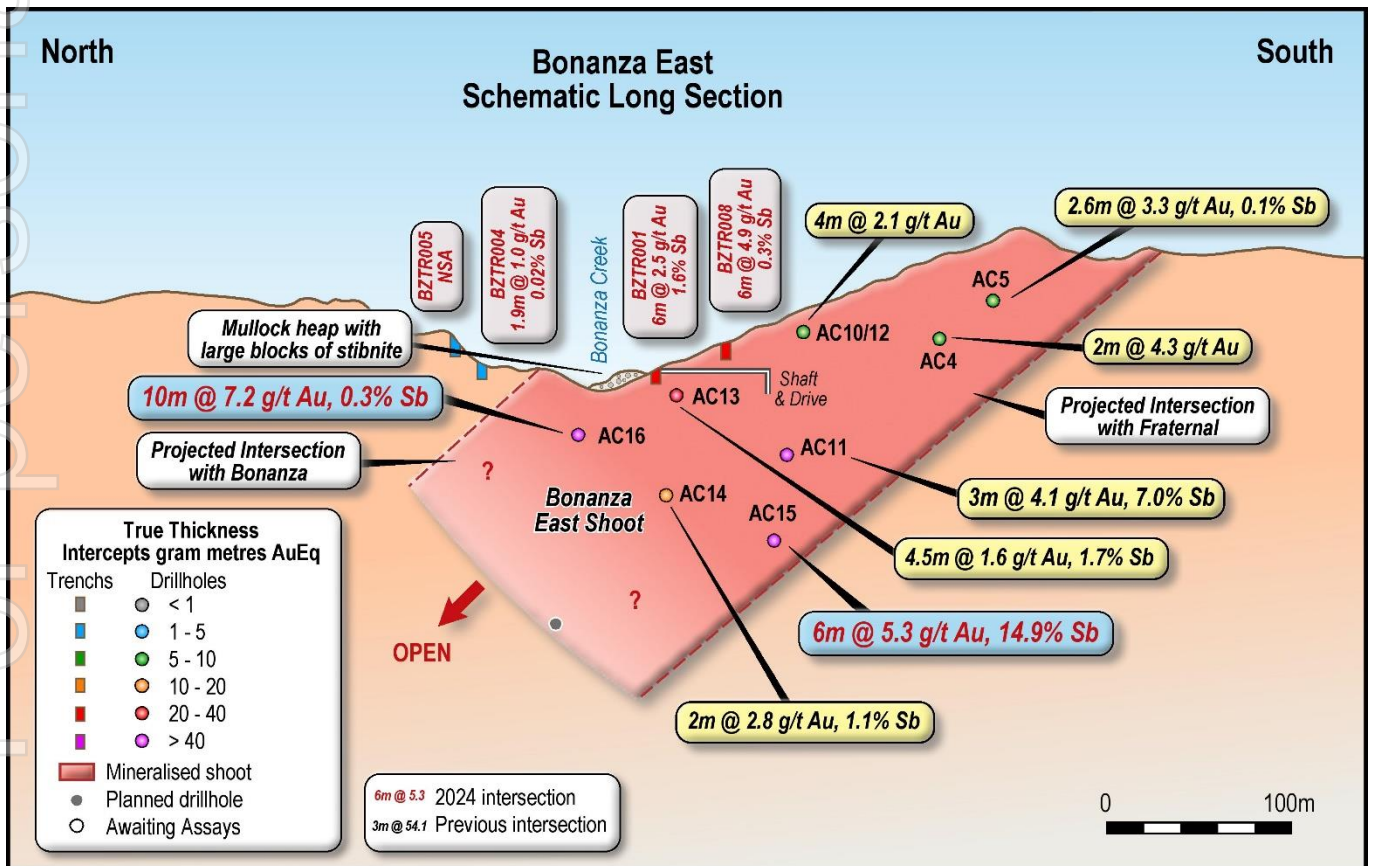 For personal use only
North
Bonanza East
Schematic Long Section
South
BZTR005
NSA
BZTR004
1.9m @ 1.0 g/t Au
0.02% Sb
Bonanza Creek
BZTR001
6m @ 2.5 g/t Au
1.6% Sb
BZTR008
6m @ 4.9 g/t Au
0.3% Sb
4m @ 2.1 g/t Au
2.6m @ 3.3 g/t Au, 0.1% Sb
AC5
AC10/12
AC4
2m @ 4.3 g/t Au
Mullock heap with
large blocks of stibnite
Shaft
& Drive
10m @ 7.2 g/t Au, 0.3% Sb
AC13
Projected Intersection
with Fraternal
AC16
AC11
Projected Intersection
with Bonanza
?
3m @ 4.1 g/t Au, 7.0% Sb
AC14
Bonanza
East Shoot
AC15
4.5m @ 1.6 g/t Au, 1.7% Sb
?
6m @ 5.3 g/t Au, 14.9% Sb
OPEN
2m @ 2.8 g/t Au, 1.1% Sb
True Thickness
Intercepts gram metres AuEq
Trenchs Drillholes
< 1
1 - 5
5 - 10
10 - 20
20 - 40
> 40
Mineralised shoot
Planned drillhole
Awaiting Assays
6m @ 5.3 2024 intersection
3m @ 54.1 Previous intersection
0 100m